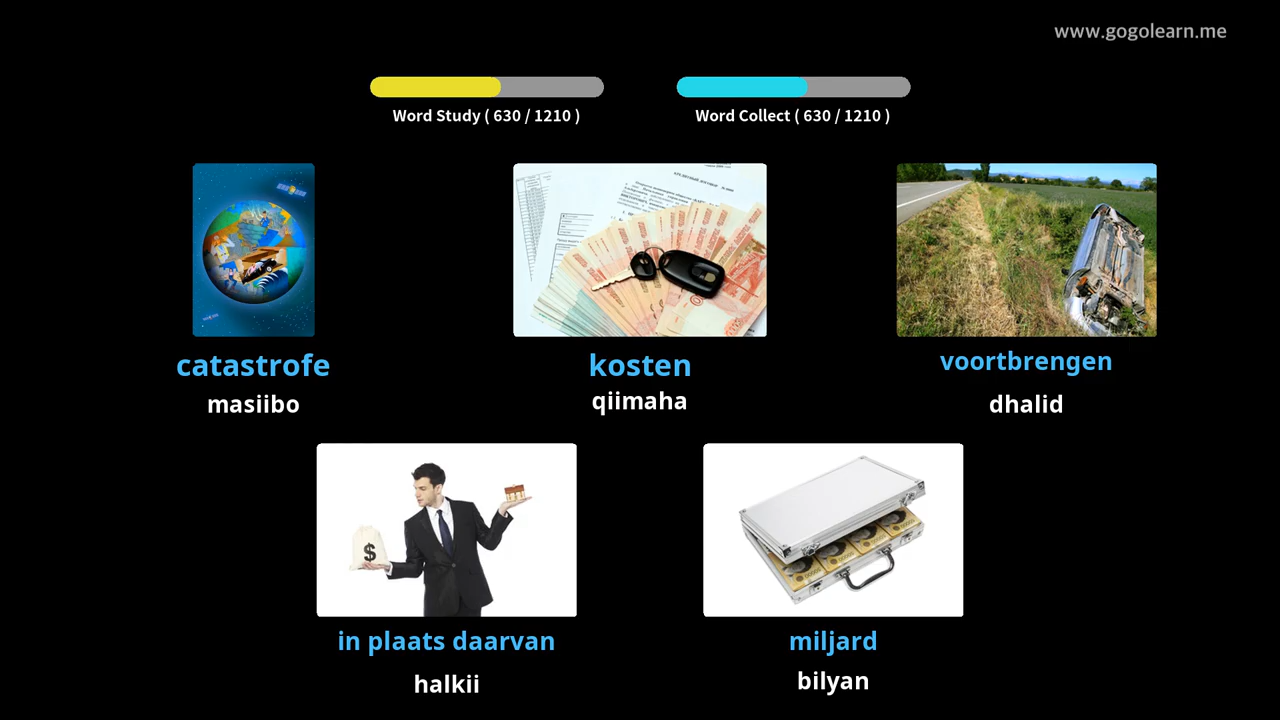 www.gogolearn.me
Word Study ( 630 / 1210 )
Word Collect ( 630 / 1210 )
catastrofe
masiibo
kosten
qiimaha
voortbrengen
dhalid
$
in plaats daarvan
halkii
miljard
bilyan